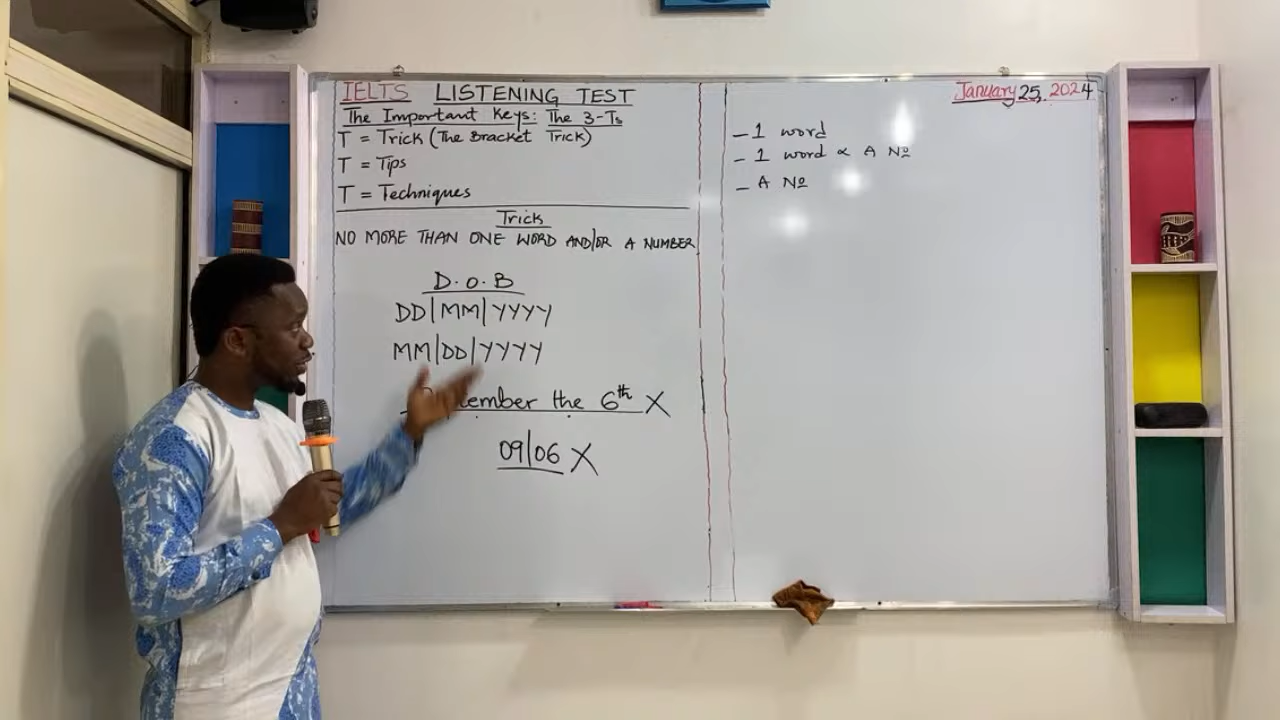 IELTS LISTENING TEST
The Important Keys: The 3-Ts
T = Trick (The Bracket Trick)
T = Tips
T = Techniques
Trick
NO MORE THAN ONE WORD AND/OR A NUMBER
D.O.B
DD|MM|YYYY
MM|DD|YYYY
the 6th X
09|06 X
January 25, 2024
- 1 word
- 1 word & A No
- A No